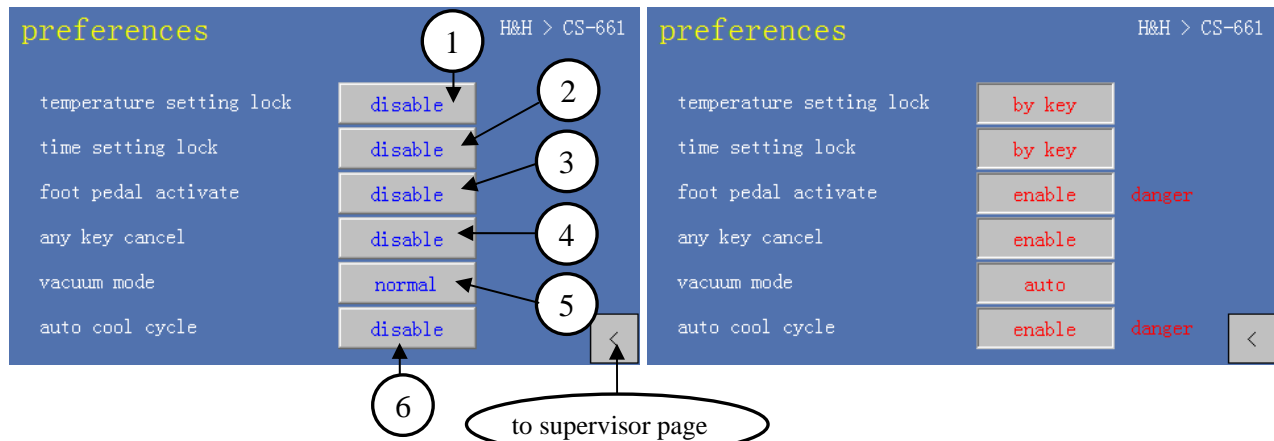 preferences H&H > CS-661
temperature setting lock disable 1
time setting lock disable 2
foot pedal activate disable 3
any key cancel disable 4
vacuum mode normal 5
auto cool cycle disable <
6
to supervisor page
preferences H&H > CS-661
temperature setting lock by key
time setting lock by key
foot pedal activate enable danger
any key cancel enable
vacuum mode auto
auto cool cycle enable danger <